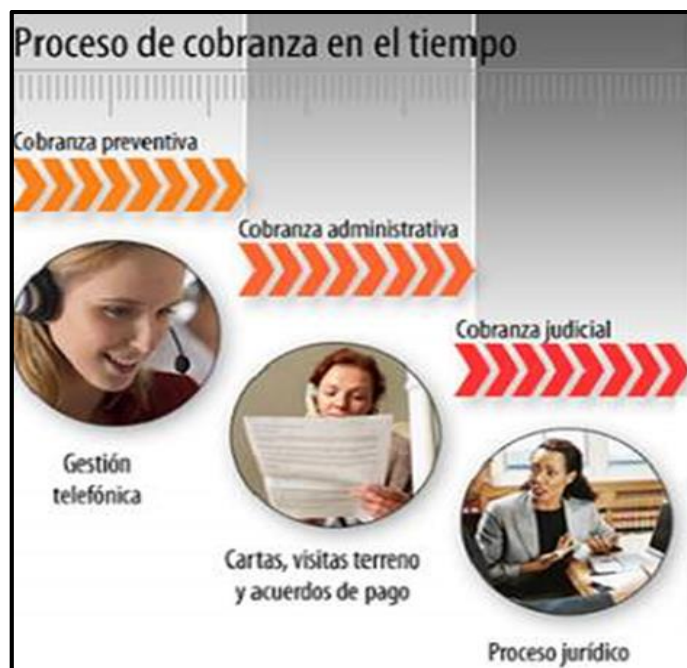 Proceso de cobranza en el tiempo
Cobranza preventiva
Cobranza administrativa
Cobranza judicial
Gestión
telefónica
Cartas, visitas terreno
y acuerdos de pago
Proceso jurídico